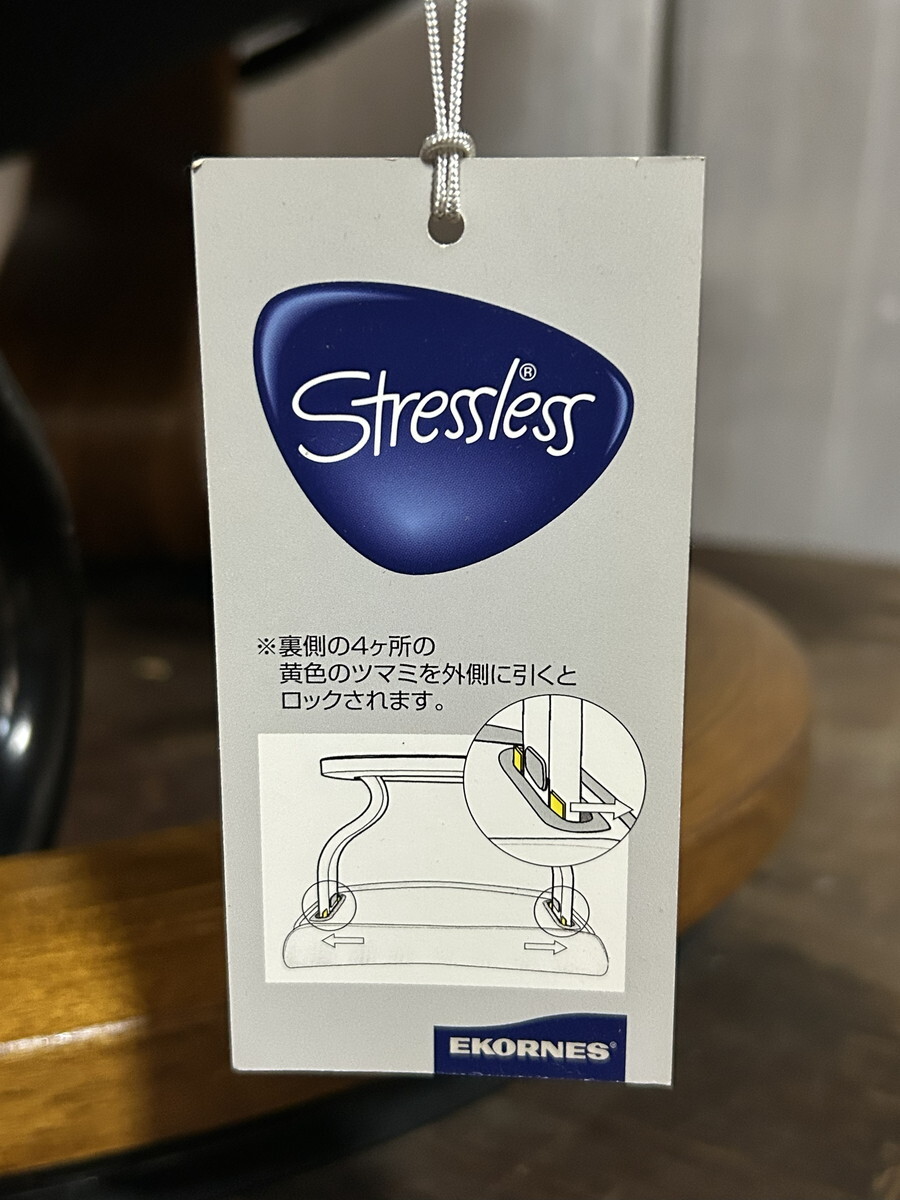 Stressless®
※裏側の4ヶ所の
黄色のツマミを外側に引くと
ロックされます。
EKORNES®